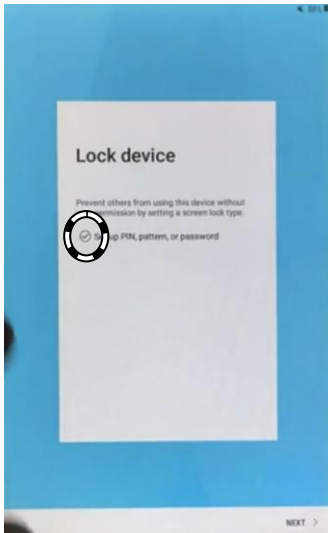 Lock device
Prevent others from using this device without
ermission by setting a screen lock type.
up PIN, pattern, or password
NEXT